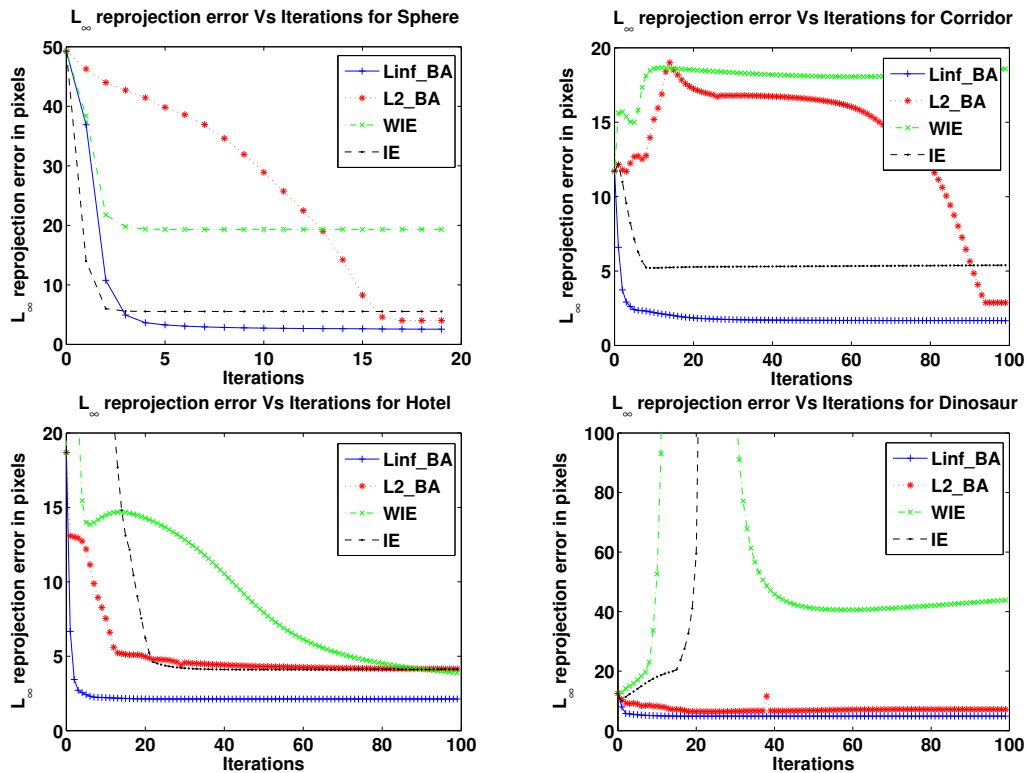 L∞ reprojection error Vs Iterations for Sphere
L∞ reprojection error in pixels
50
40
30
20
10
0
0 5 10 15 20
Iterations
Linf_BA
L2_BA
WIE
IE
L∞ reprojection error Vs Iterations for Corridor
L∞ reprojection error in pixels
20
15
10
5
0
0 20 40 60 80 100
Iterations
Linf_BA
L2_BA
WIE
IE
L∞ reprojection error Vs Iterations for Hotel
L∞ reprojection error in pixels
20
15
10
5
0
0 20 40 60 80 100
Iterations
Linf_BA
L2_BA
WIE
IE
L∞ reprojection error Vs Iterations for Dinosaur
L∞ reprojection error in pixels
100
80
60
40
20
0
0 20 40 60 80 100
Iterations
Linf_BA
L2_BA
WIE
IE